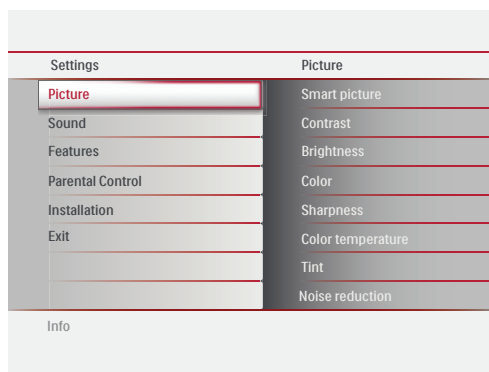 Settings
Picture
Picture
Smart picture
Sound
Contrast
Features
Brightness
Parental Control
Color
Installation
Sharpness
Exit
Color temperature
Tint
Noise reduction
Info